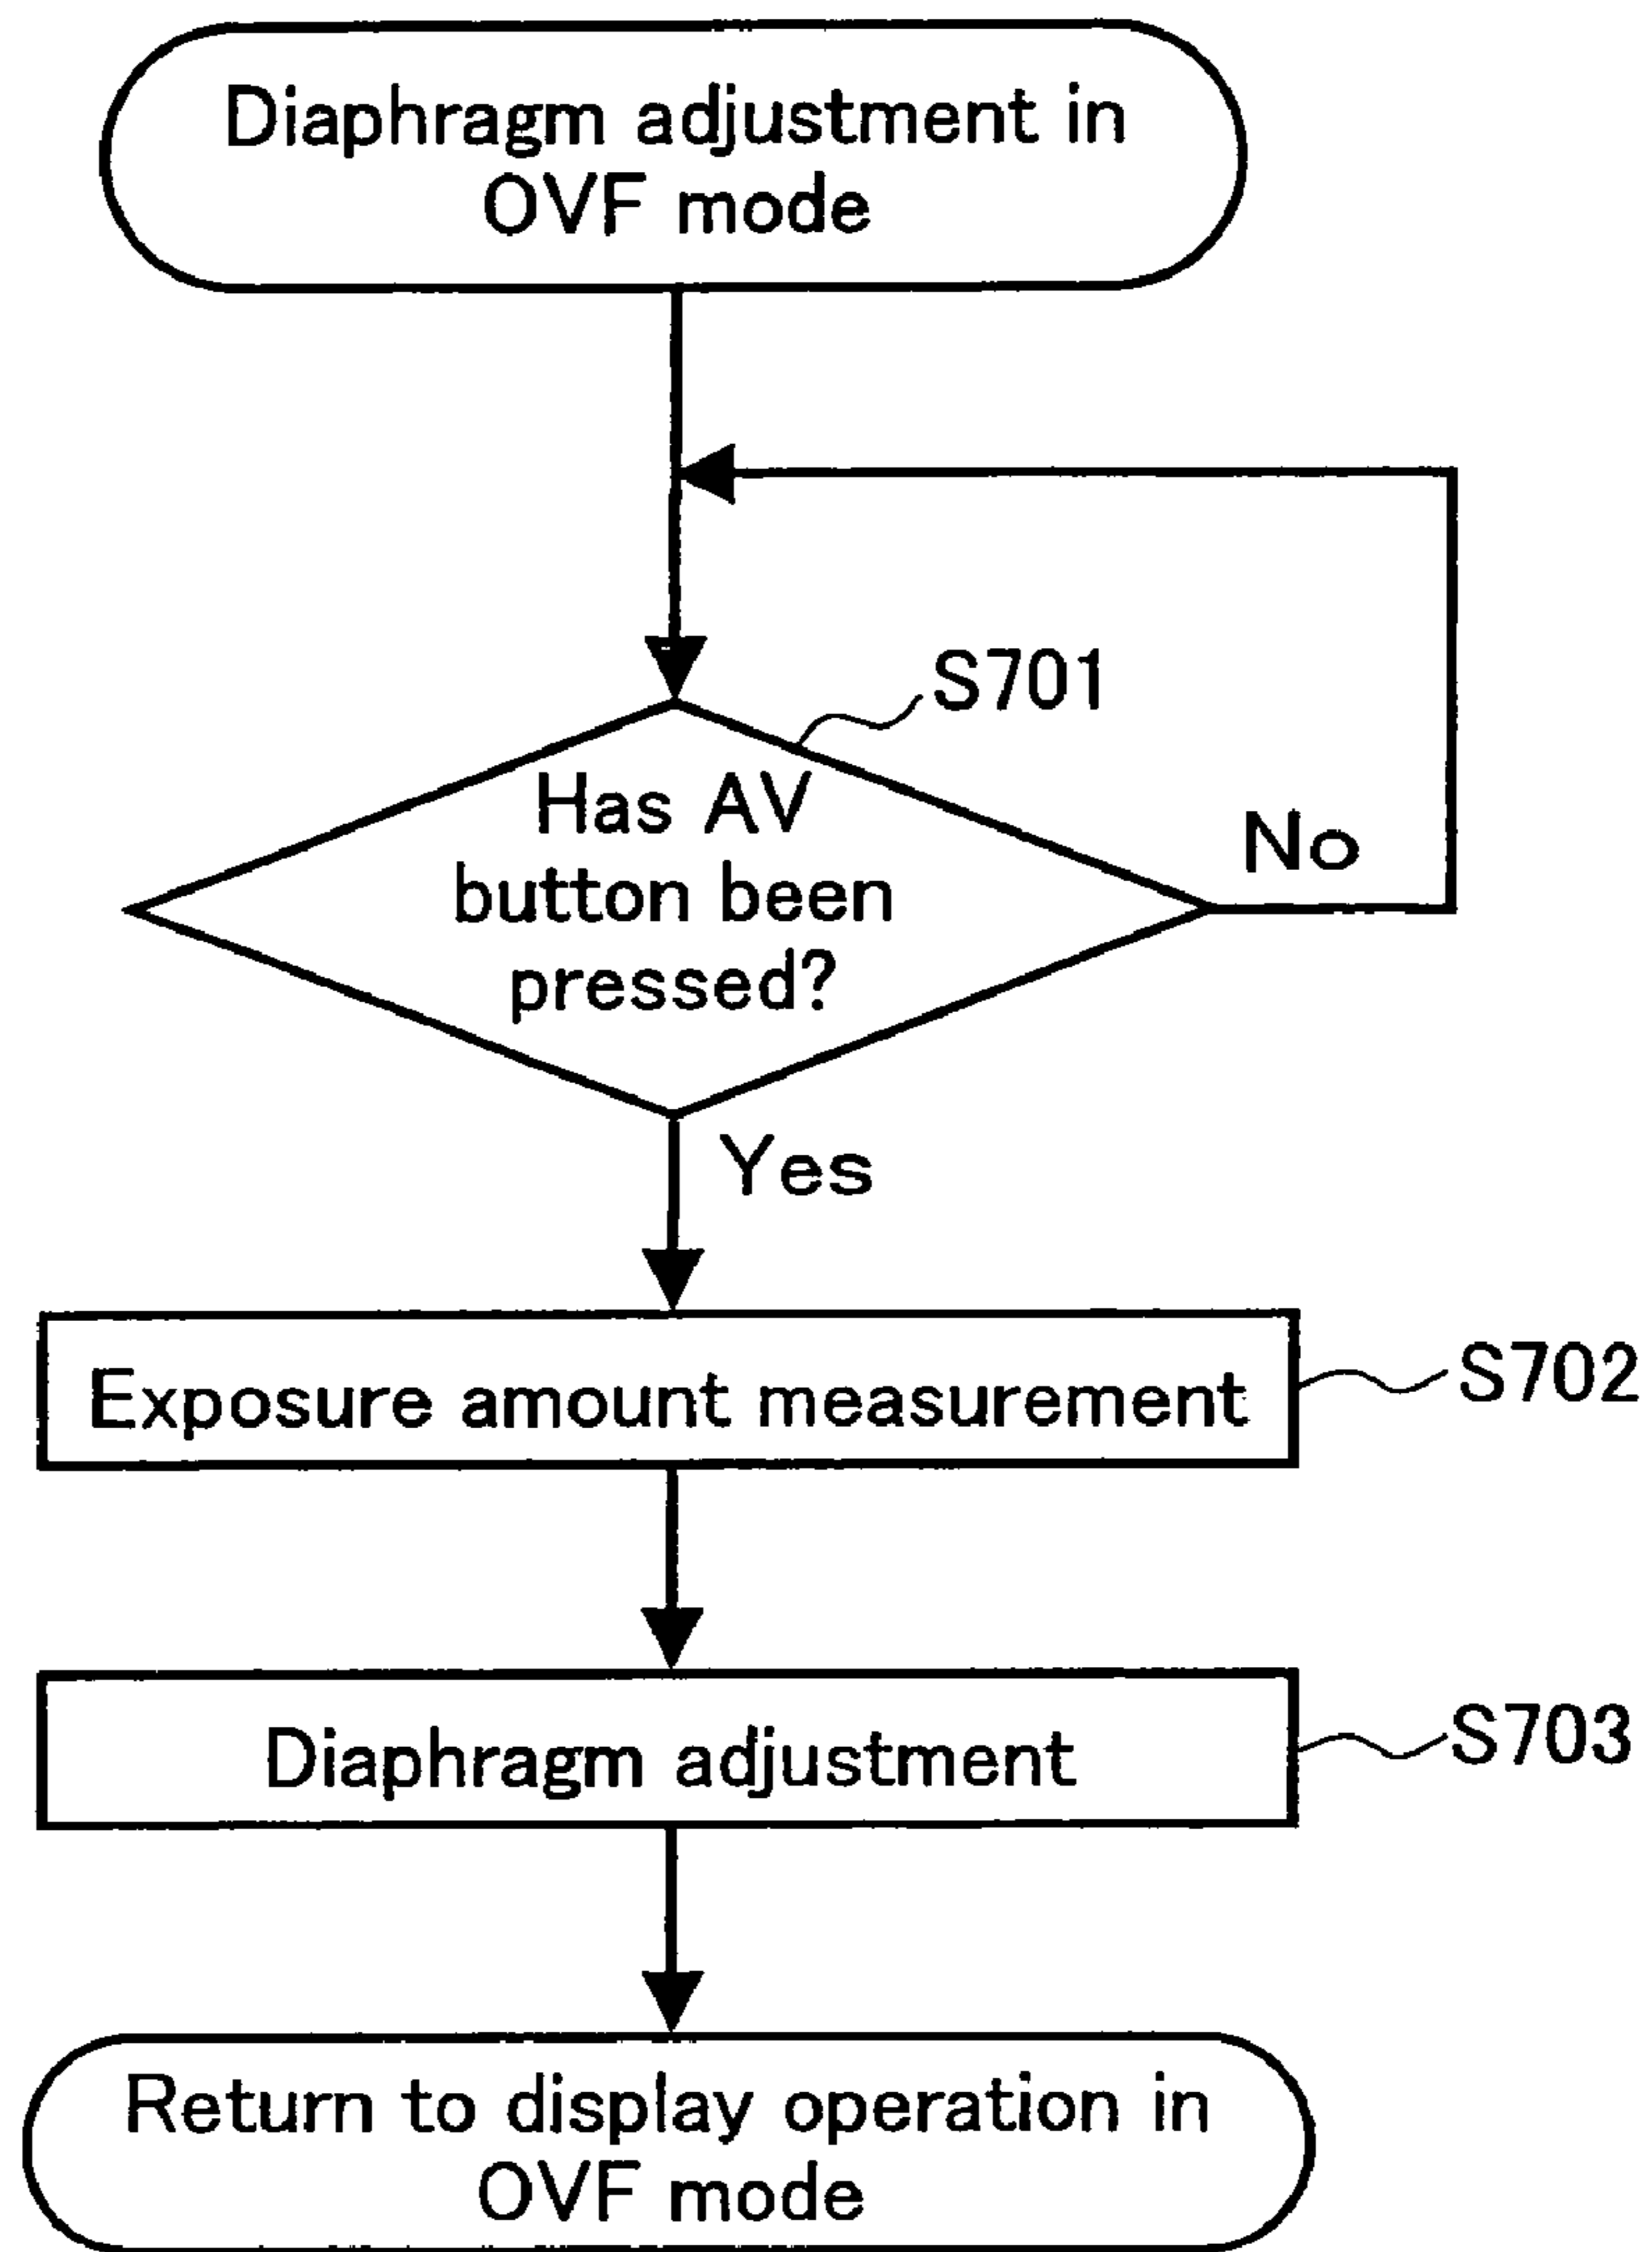 Diaphragm adjustment in
OVF mode
S701
Has AV
button been
pressed?
No
Yes
Exposure amount measurement
S702
Diaphragm adjustment
S703
Return to display operation in
OVF mode